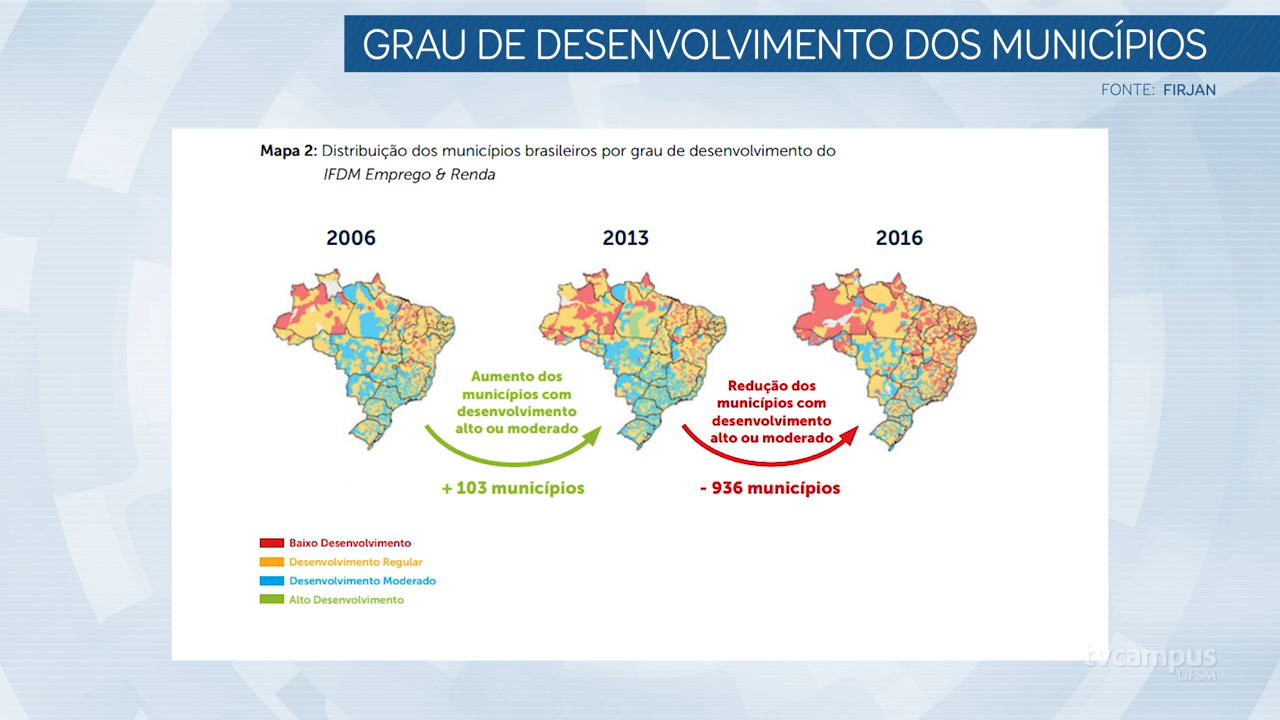 GRAU DE DESENVOLVIMENTO DOS MUNICÍPIOS
FONTE: FIRJAN
Mapa 2: Distribuição dos municípios brasileiros por grau de desenvolvimento do
IFDM Emprego & Renda
2006
2013
2016
Aumento dos
municípios com
desenvolvimento
alto ou moderado
+ 103 municípios
Redução dos
municípios com
desenvolvimento
alto ou moderado
- 936 municípios
Baixo Desenvolvimento
Desenvolvimento Regular
Desenvolvimento Moderado
Alto Desenvolvimento
tvcampus
UFSM